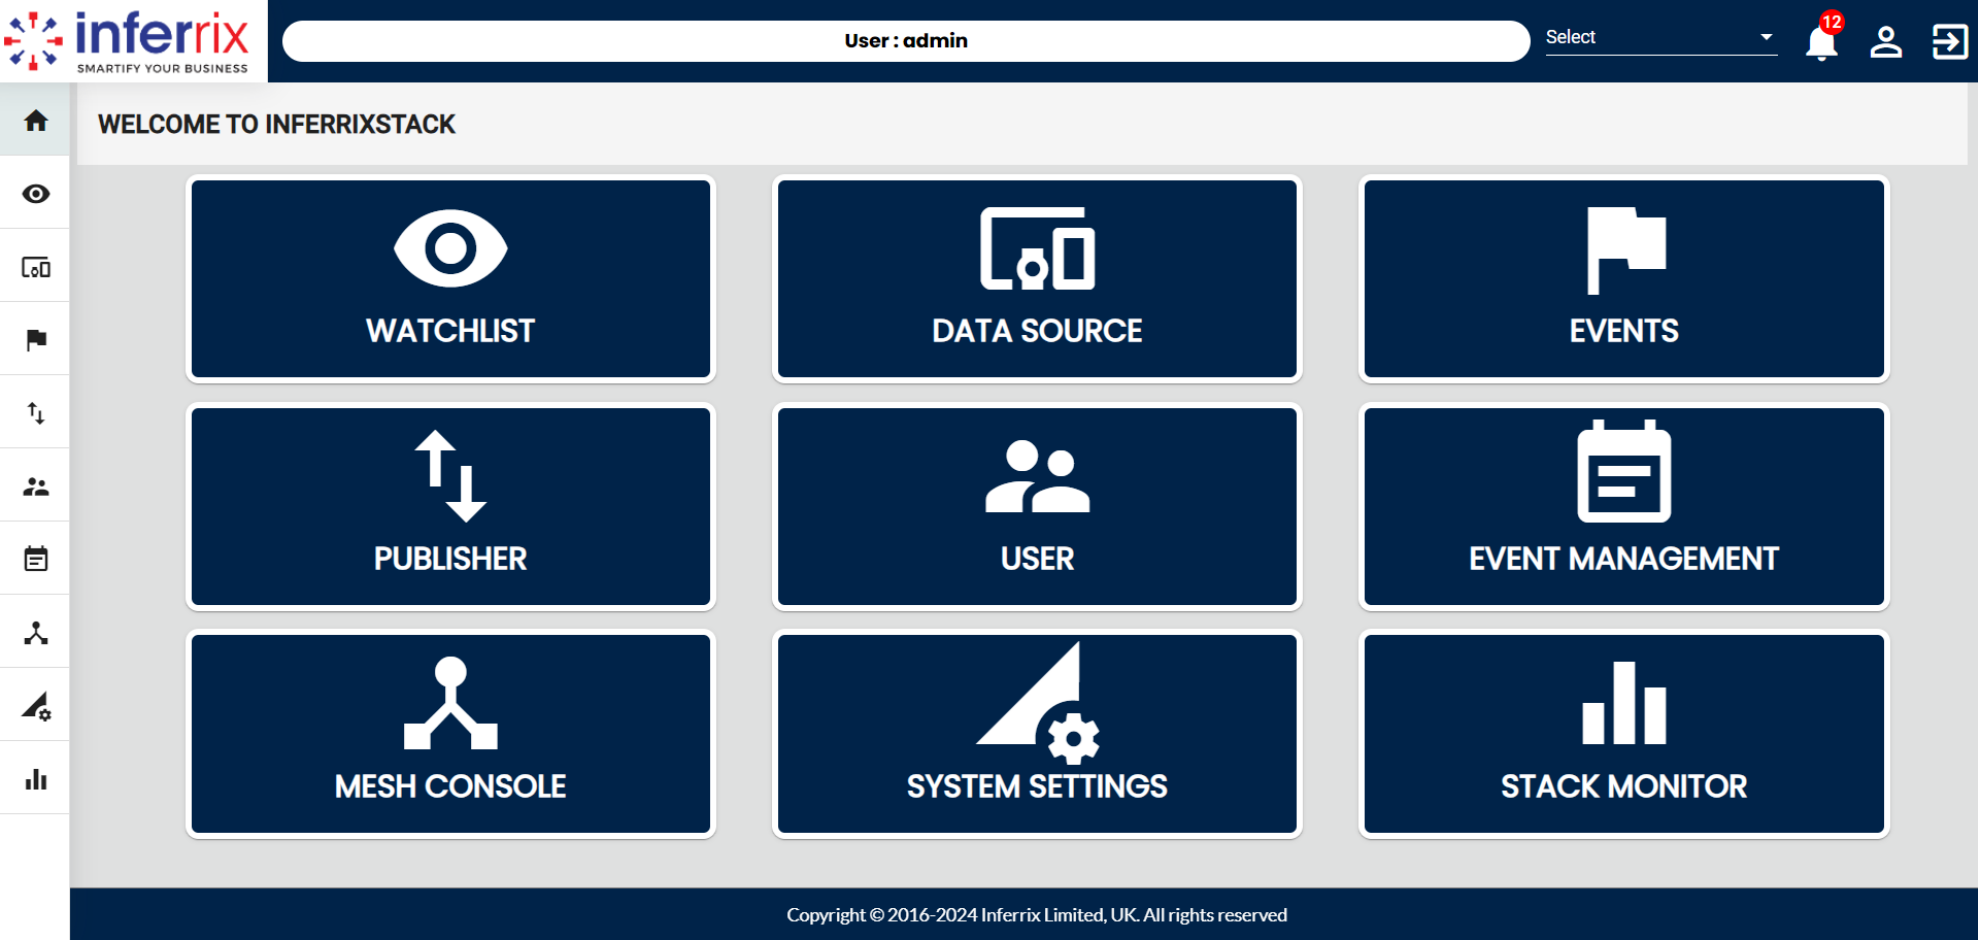 inferrix
SMARTIFY YOUR BUSINESS
User : admin
Select
12
WELCOME TO INFERRIXSTACK
WATCHLIST
DATA SOURCE
EVENTS
PUBLISHER
USER
EVENT MANAGEMENT
MESH CONSOLE
SYSTEM SETTINGS
STACK MONITOR
Copyright © 2016-2024 Inferrix Limited, UK. All rights reserved